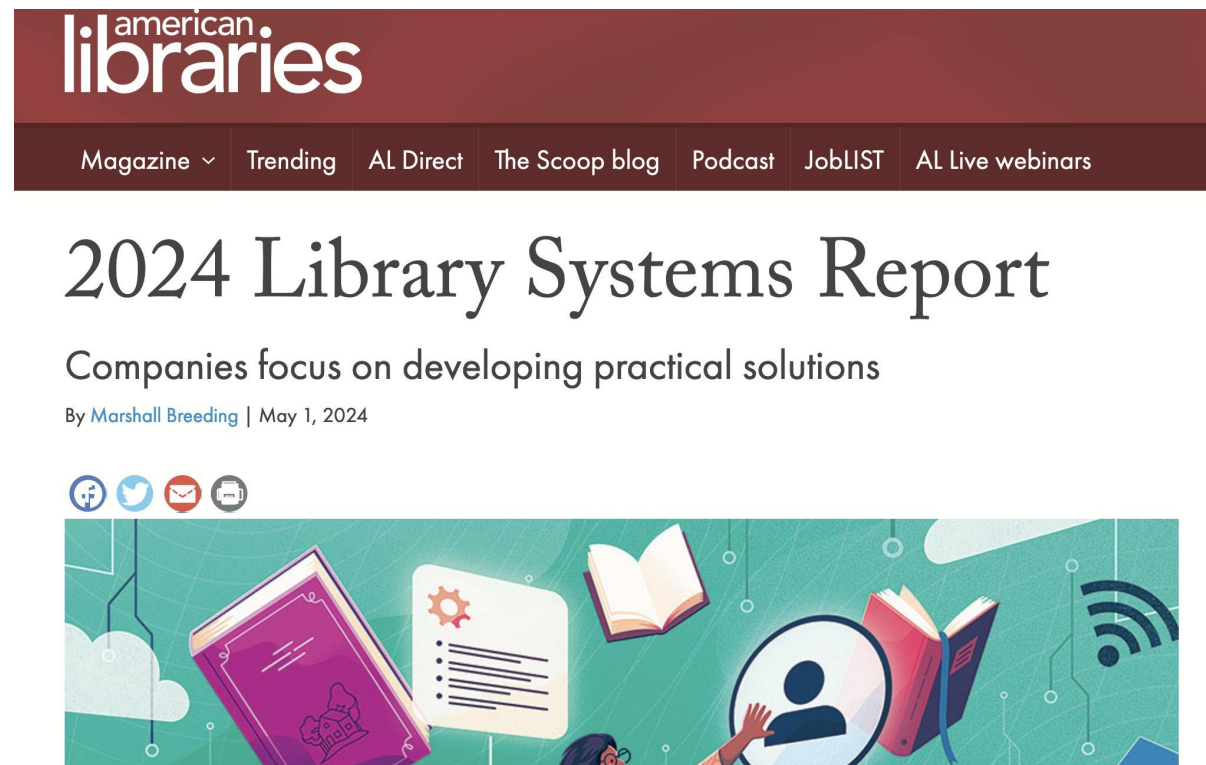 american
libraries
Magazine Trending AL Direct The Scoop blog Podcast JobLIST AL Live webinars
2024 Library Systems Report
Companies focus on developing practical solutions
By Marshall Breeding | May 1, 2024